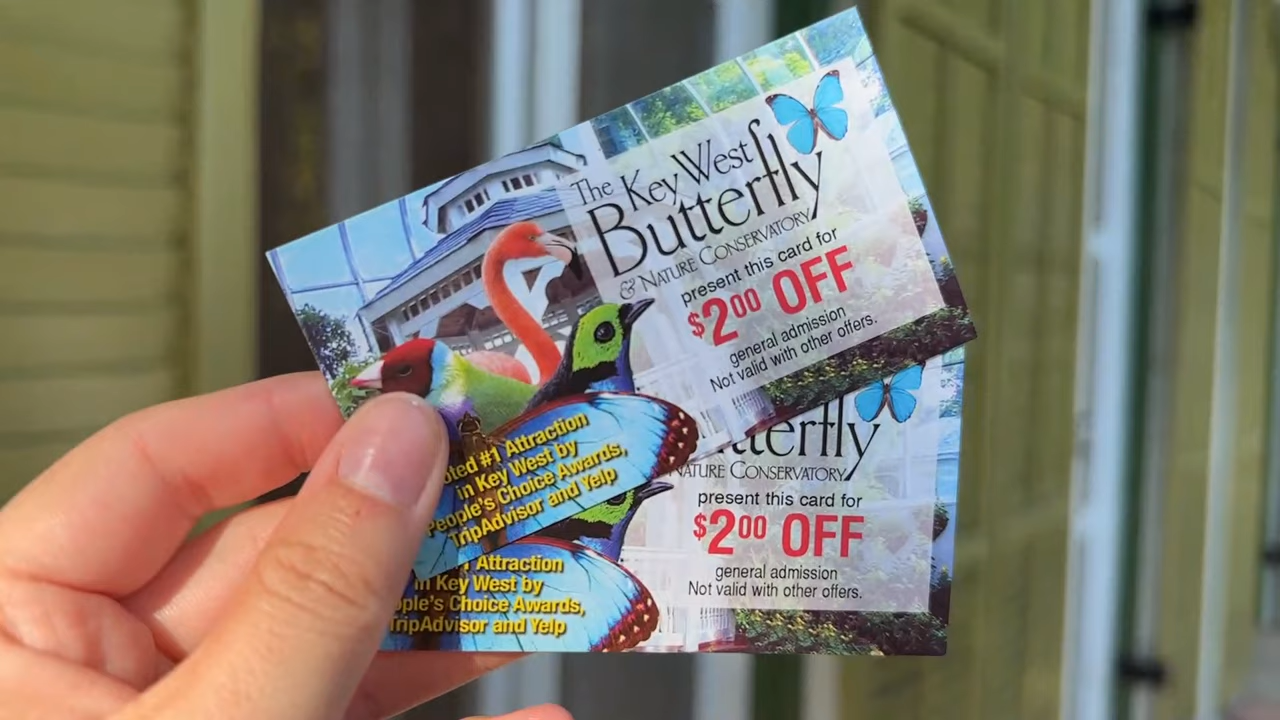 The Key West
Butterfly
& Nature Conservatory
present this card for
$2.00 OFF
general admission
Not valid with other offers.
#1 Attraction
in Key West by
People's Choice Awards,
TripAdvisor and Yelp
Nature Conservatory
present this card for
$2.00 OFF
general admission
Not valid with other offers.
Attraction
in Key West by
Choice Awards,
TripAdvisor and Yelp